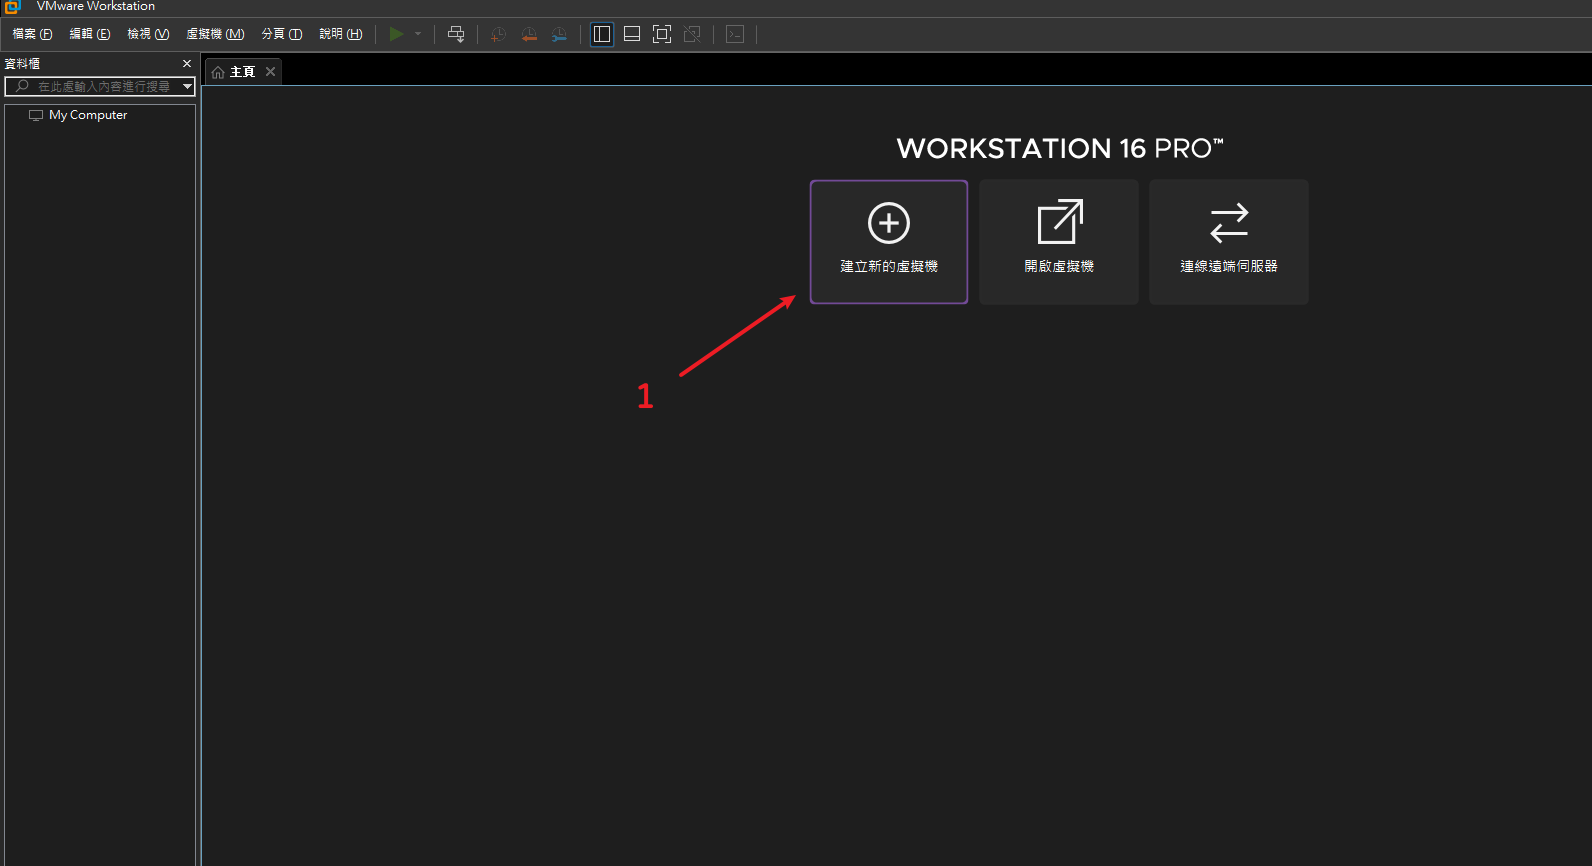 VMware Workstation
檔案 (F) 編輯 (E) 檢視 (V) 虛擬機 (M) 分頁 (T) 說明 (H)
資料櫃
在此處輸入內容進行搜尋
My Computer
主頁
WORKSTATION 16 PRO™
建立新的虛擬機
開啟虛擬機
連線遠端伺服器
1